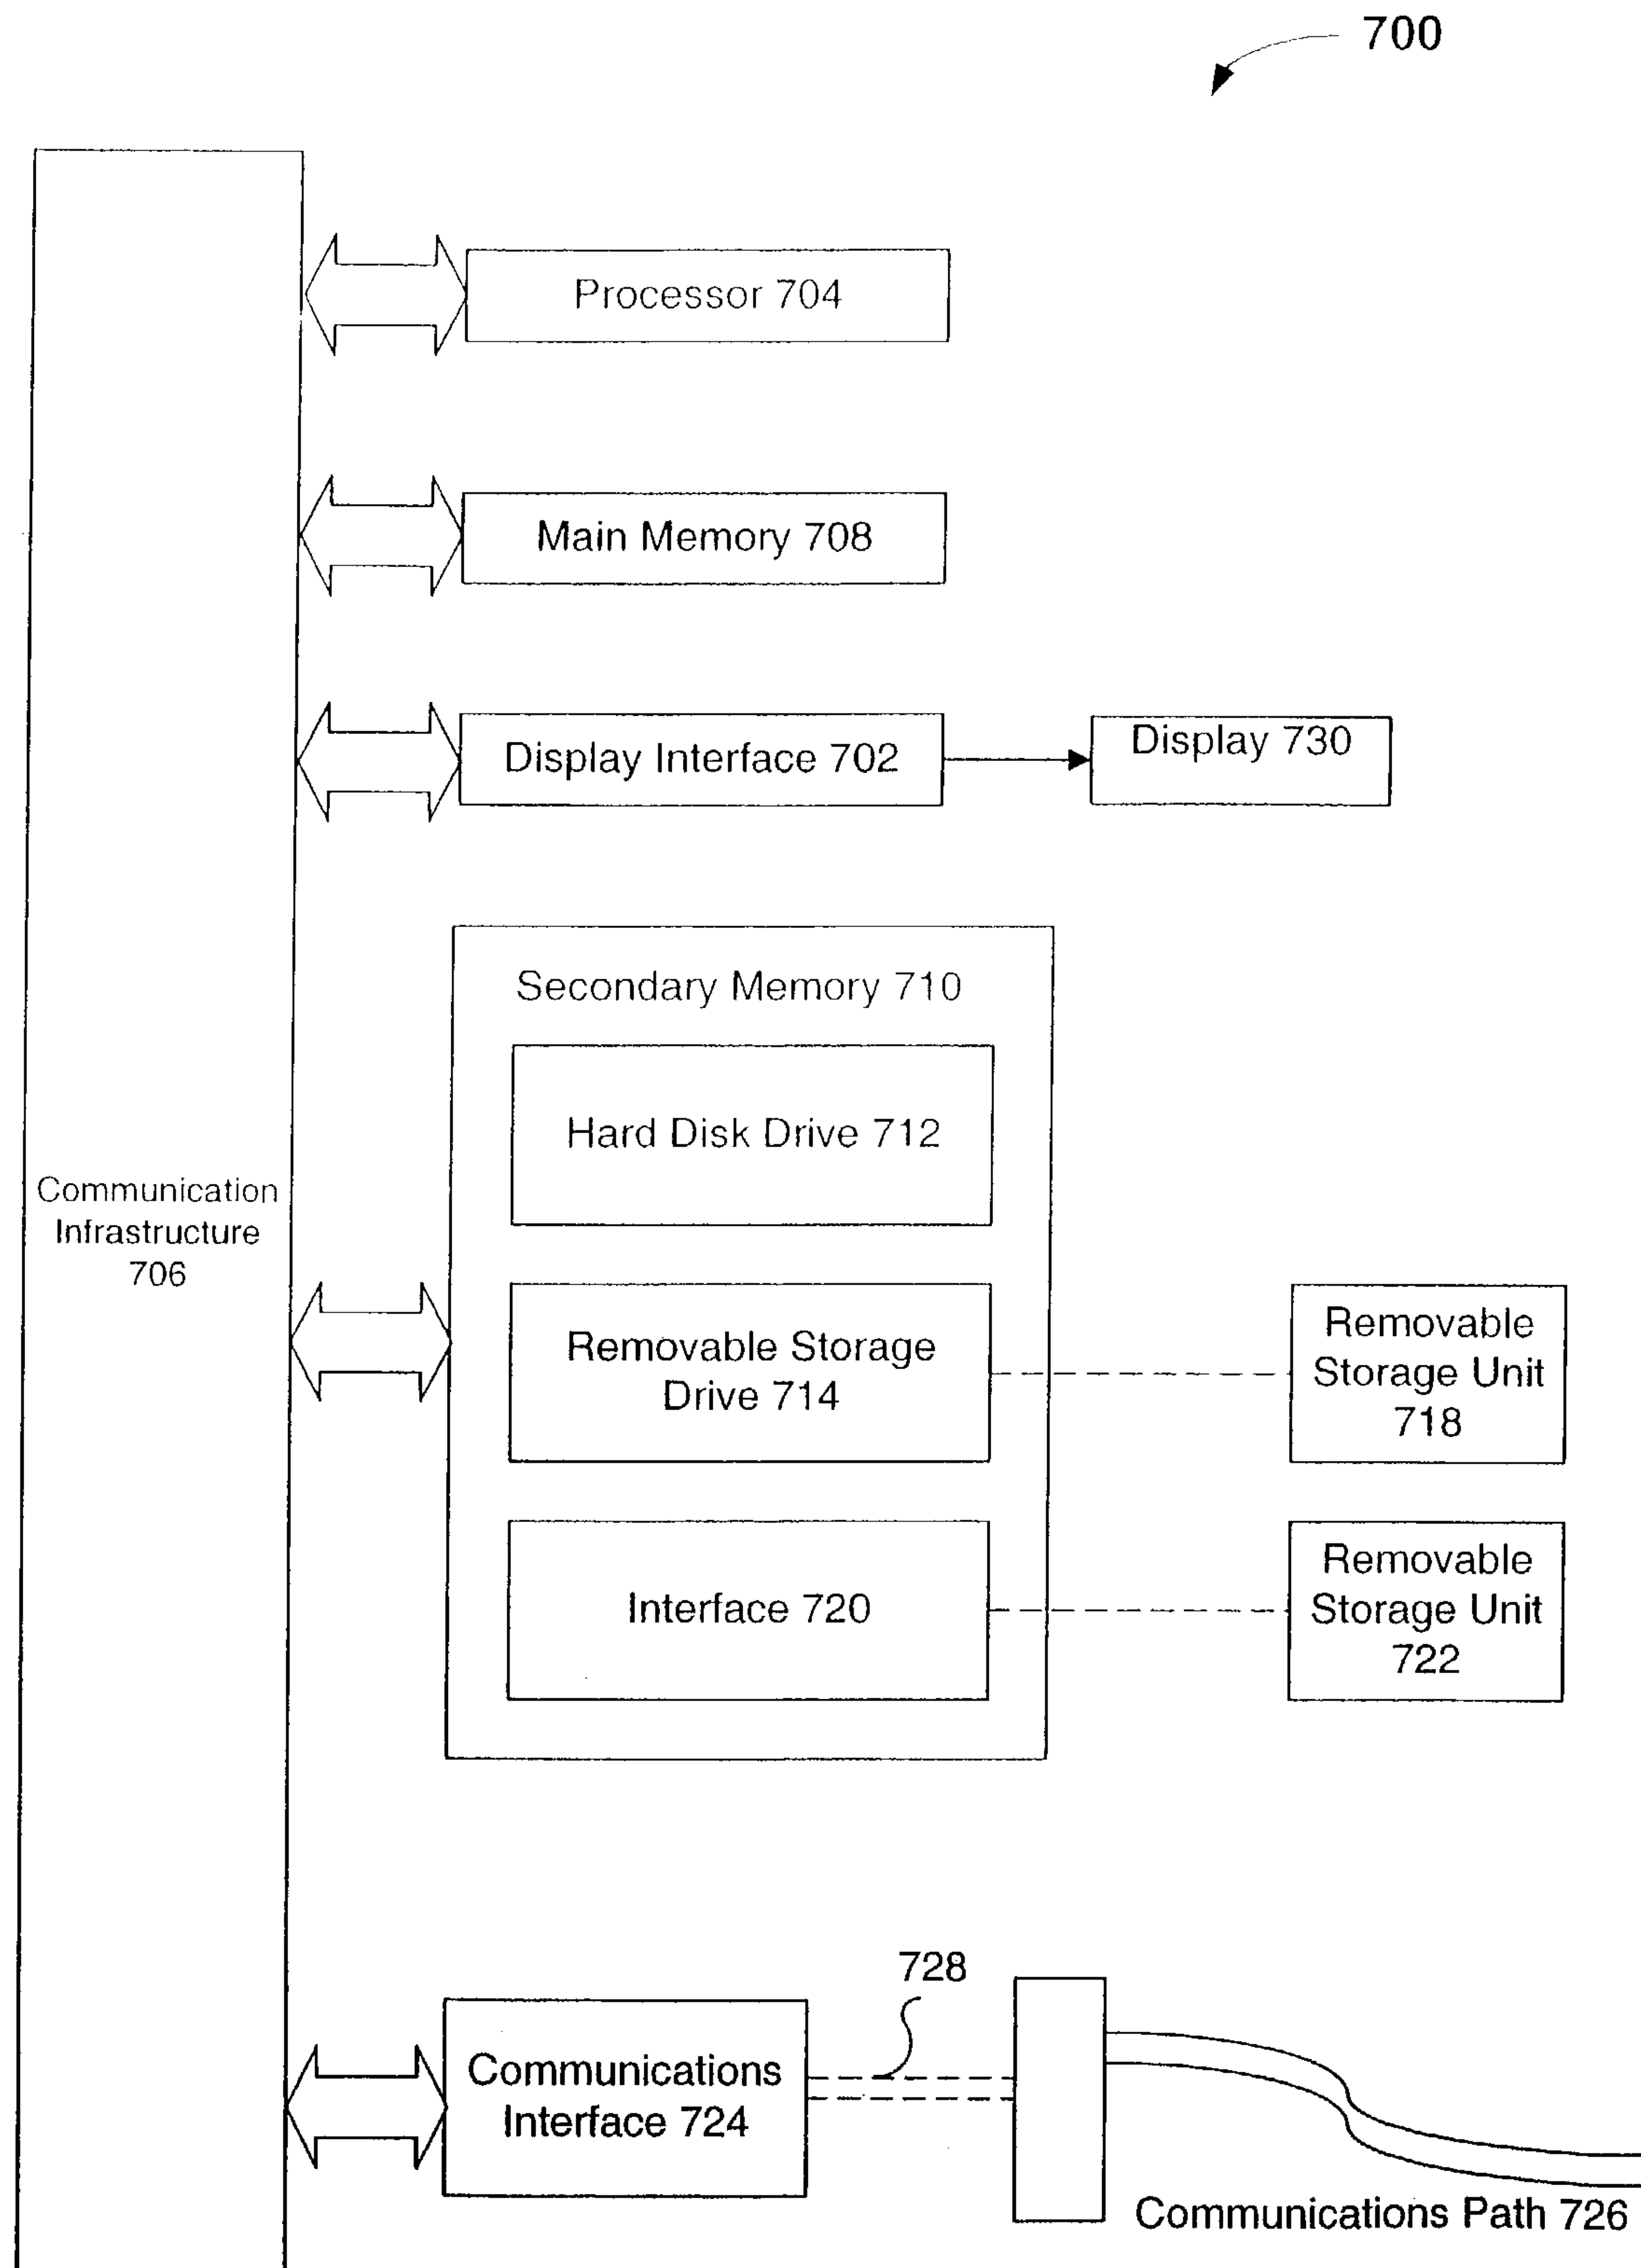 700
Processor 704
Main Memory 708
Display Interface 702
Display 730
Secondary Memory 710
Hard Disk Drive 712
Communication
Infrastructure
706
Removable Storage
Drive 714
Removable
Storage Unit
718
Interface 720
Removable
Storage Unit
722
728
Communications
Interface 724
Communications Path 726